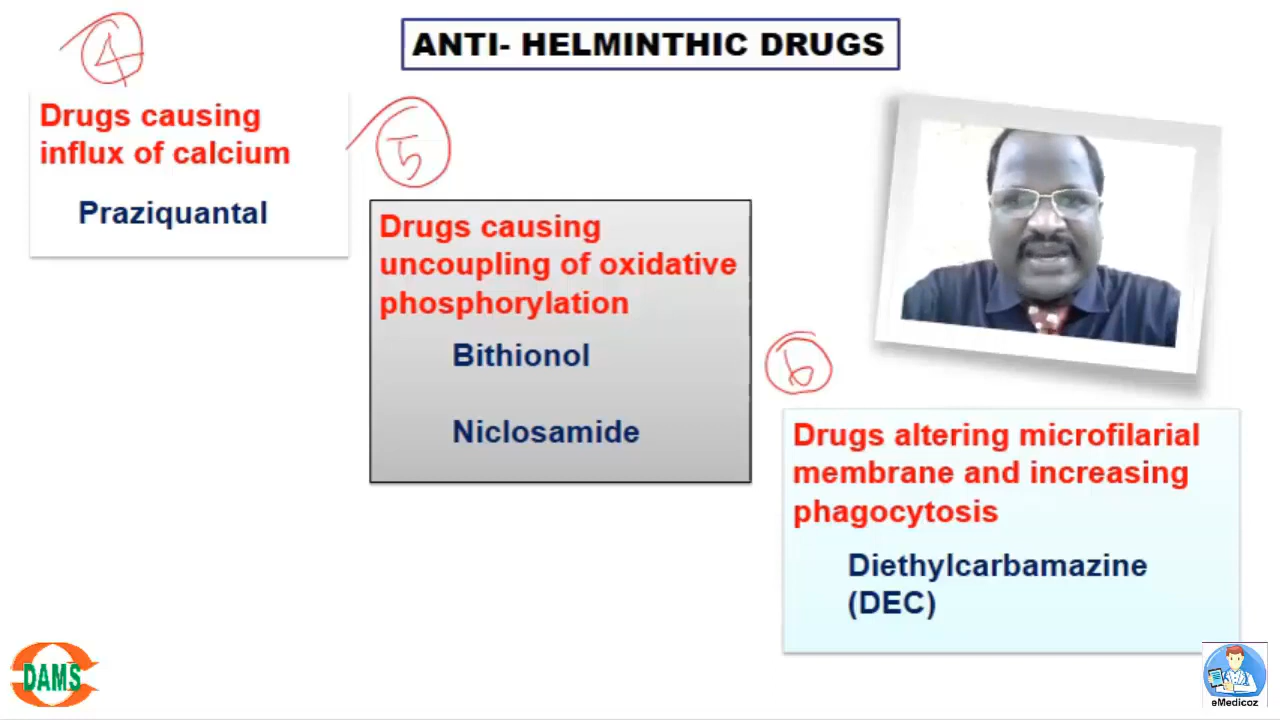 ANTI- HELMINTHIC DRUGS
4
Drugs causing
influx of calcium
Praziquantal
5
Drugs causing
uncoupling of oxidative
phosphorylation
Bithionol
Niclosamide
6
Drugs altering microfilarial
membrane and increasing
phagocytosis
Diethylcarbamazine
(DEC)
DAMS
eMedicoz